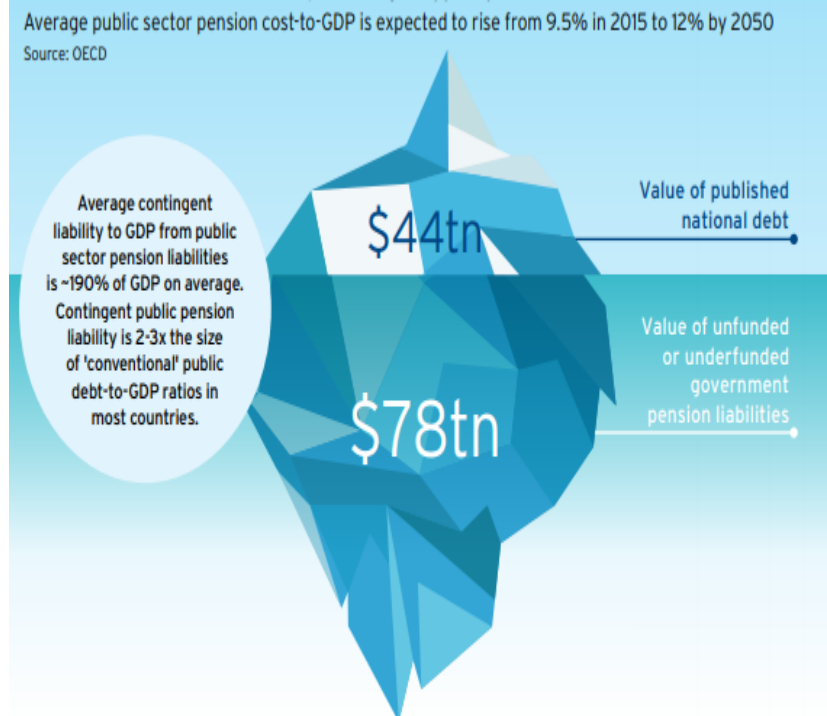 Average public sector pension cost-to-GDP is expected to rise from 9.5% in 2015 to 12% by 2050
Source: OECD
Average contingent
liability to GDP from public
sector pension liabilities
is ~190% of GDP on average.
Contingent public pension
liability is 2-3x the size
of 'conventional' public
debt-to-GDP ratios in
most countries.
$44tn
Value of published
national debt
$78tn
Value of unfunded
or underfunded
government
pension liabilities